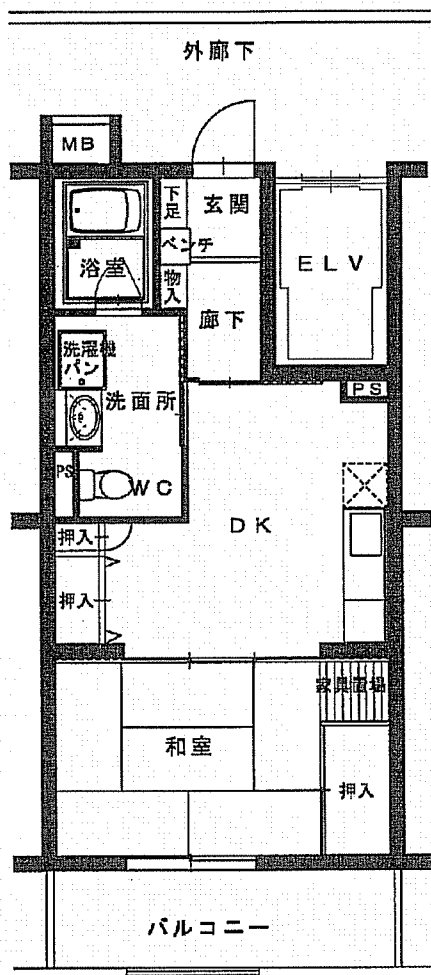 外廊下
MB
下足
玄関
ベンチ
ELV
浴室
物入
廊下
洗濯機
パン
洗面所
PS
PS
WC
DK
押入
押入
家具置場
和室
押入
バルコニー